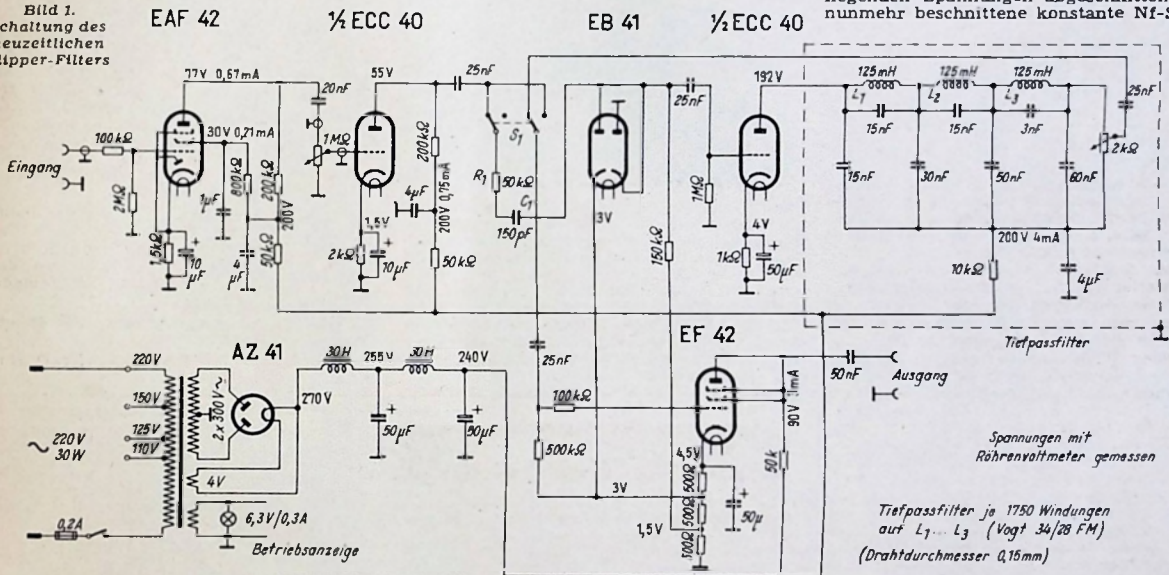 Bild 1.
chaltung des
euzeitlichen
lipper-Filters
EAF 42
½ ECC 40
EB 41
½ ECC 40
nunmehr beschnittene konstante Nf-S
77V 0,67mA
20nF
55V
25nF
25nF
192V
125mH
125mH
125mH
25nF
L1
L2
L3
15nF
15nF
3nF
2kΩ
100kΩ
Eingang
2MΩ
30V 0,21mA
800kΩ
200kΩ
1μF
200V
1MΩ
200kΩ
4μF
200V 0,75mA
S1
R1
50kΩ
C1
150pF
3V
1MΩ
15nF
30nF
50nF
60nF
1,5kΩ
10 μF
4 μF
50kΩ
1,5V
2kΩ
10μF
50kΩ
150kΩ
4V
1kΩ
50μF
200V 4mA
10kΩ
4μF
Tiefpassfilter
AZ 41
30H
255V
30H
240V
270V
50μF
50μF
220V
150V
125V
110V
2x300V~
4V
~ 220V
30W
0,2A
6,3V/0,3A
Betriebsanzeige
25nF
100kΩ
500kΩ
EF 42
50nF
Ausgang
90V
50k
4,5V
500Ω
3V
500Ω
1,5V
500Ω
50μ
Spannungen mit
Röhrenvoltmeter gemessen
Tiefpassfilter je 1750 Windungen
auf L1... L3 (Vogt 34/28 FM)
(Drahtdurchmesser 0,15mm)